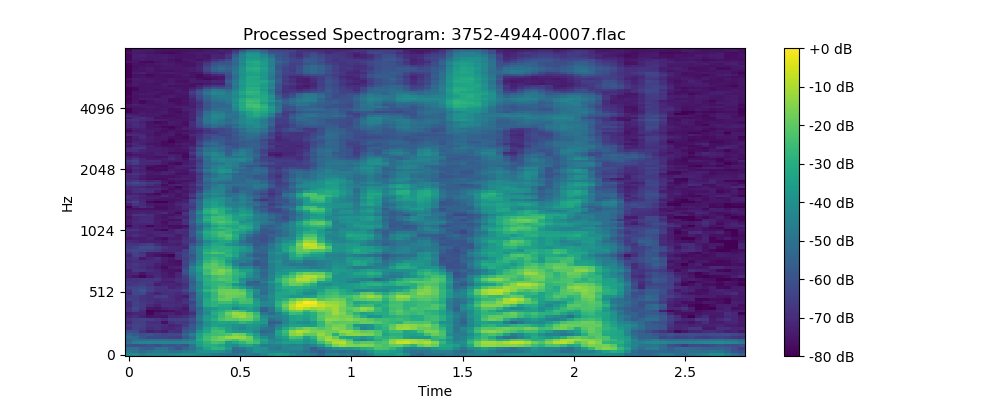 Processed Spectrogram: 3752-4944-0007.flac
Hz
4096
2048
1024
512
0
0
0.5
1
1.5
2
2.5
Time
+0 dB
-10 dB
-20 dB
-30 dB
-40 dB
-50 dB
-60 dB
-70 dB
-80 dB